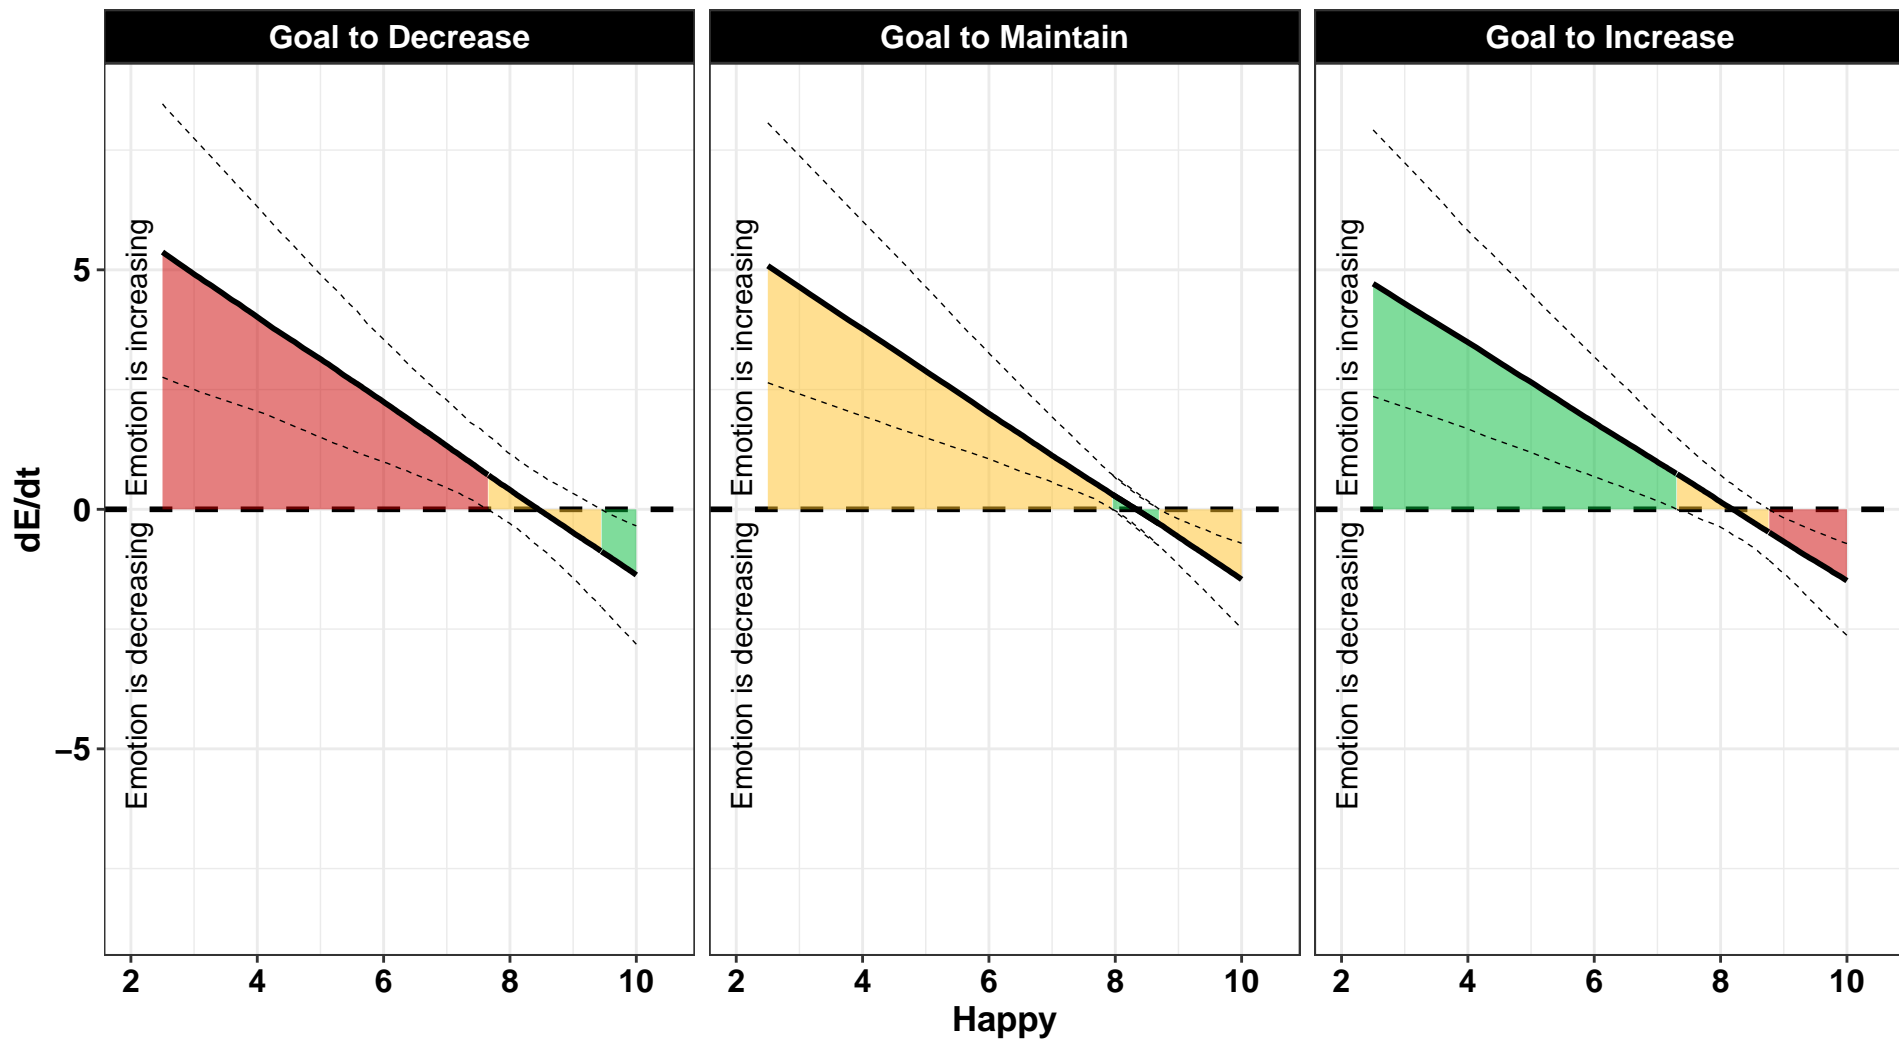 Goal to Decrease
Goal to Maintain
Goal to Increase
dE/dt
5
0
−5
Emotion is increasing
Emotion is decreasing
Emotion is increasing
Emotion is decreasing
Emotion is increasing
Emotion is decreasing
2 4 6 8 10
2 4 6 8 10
2 4 6 8 10
Happy